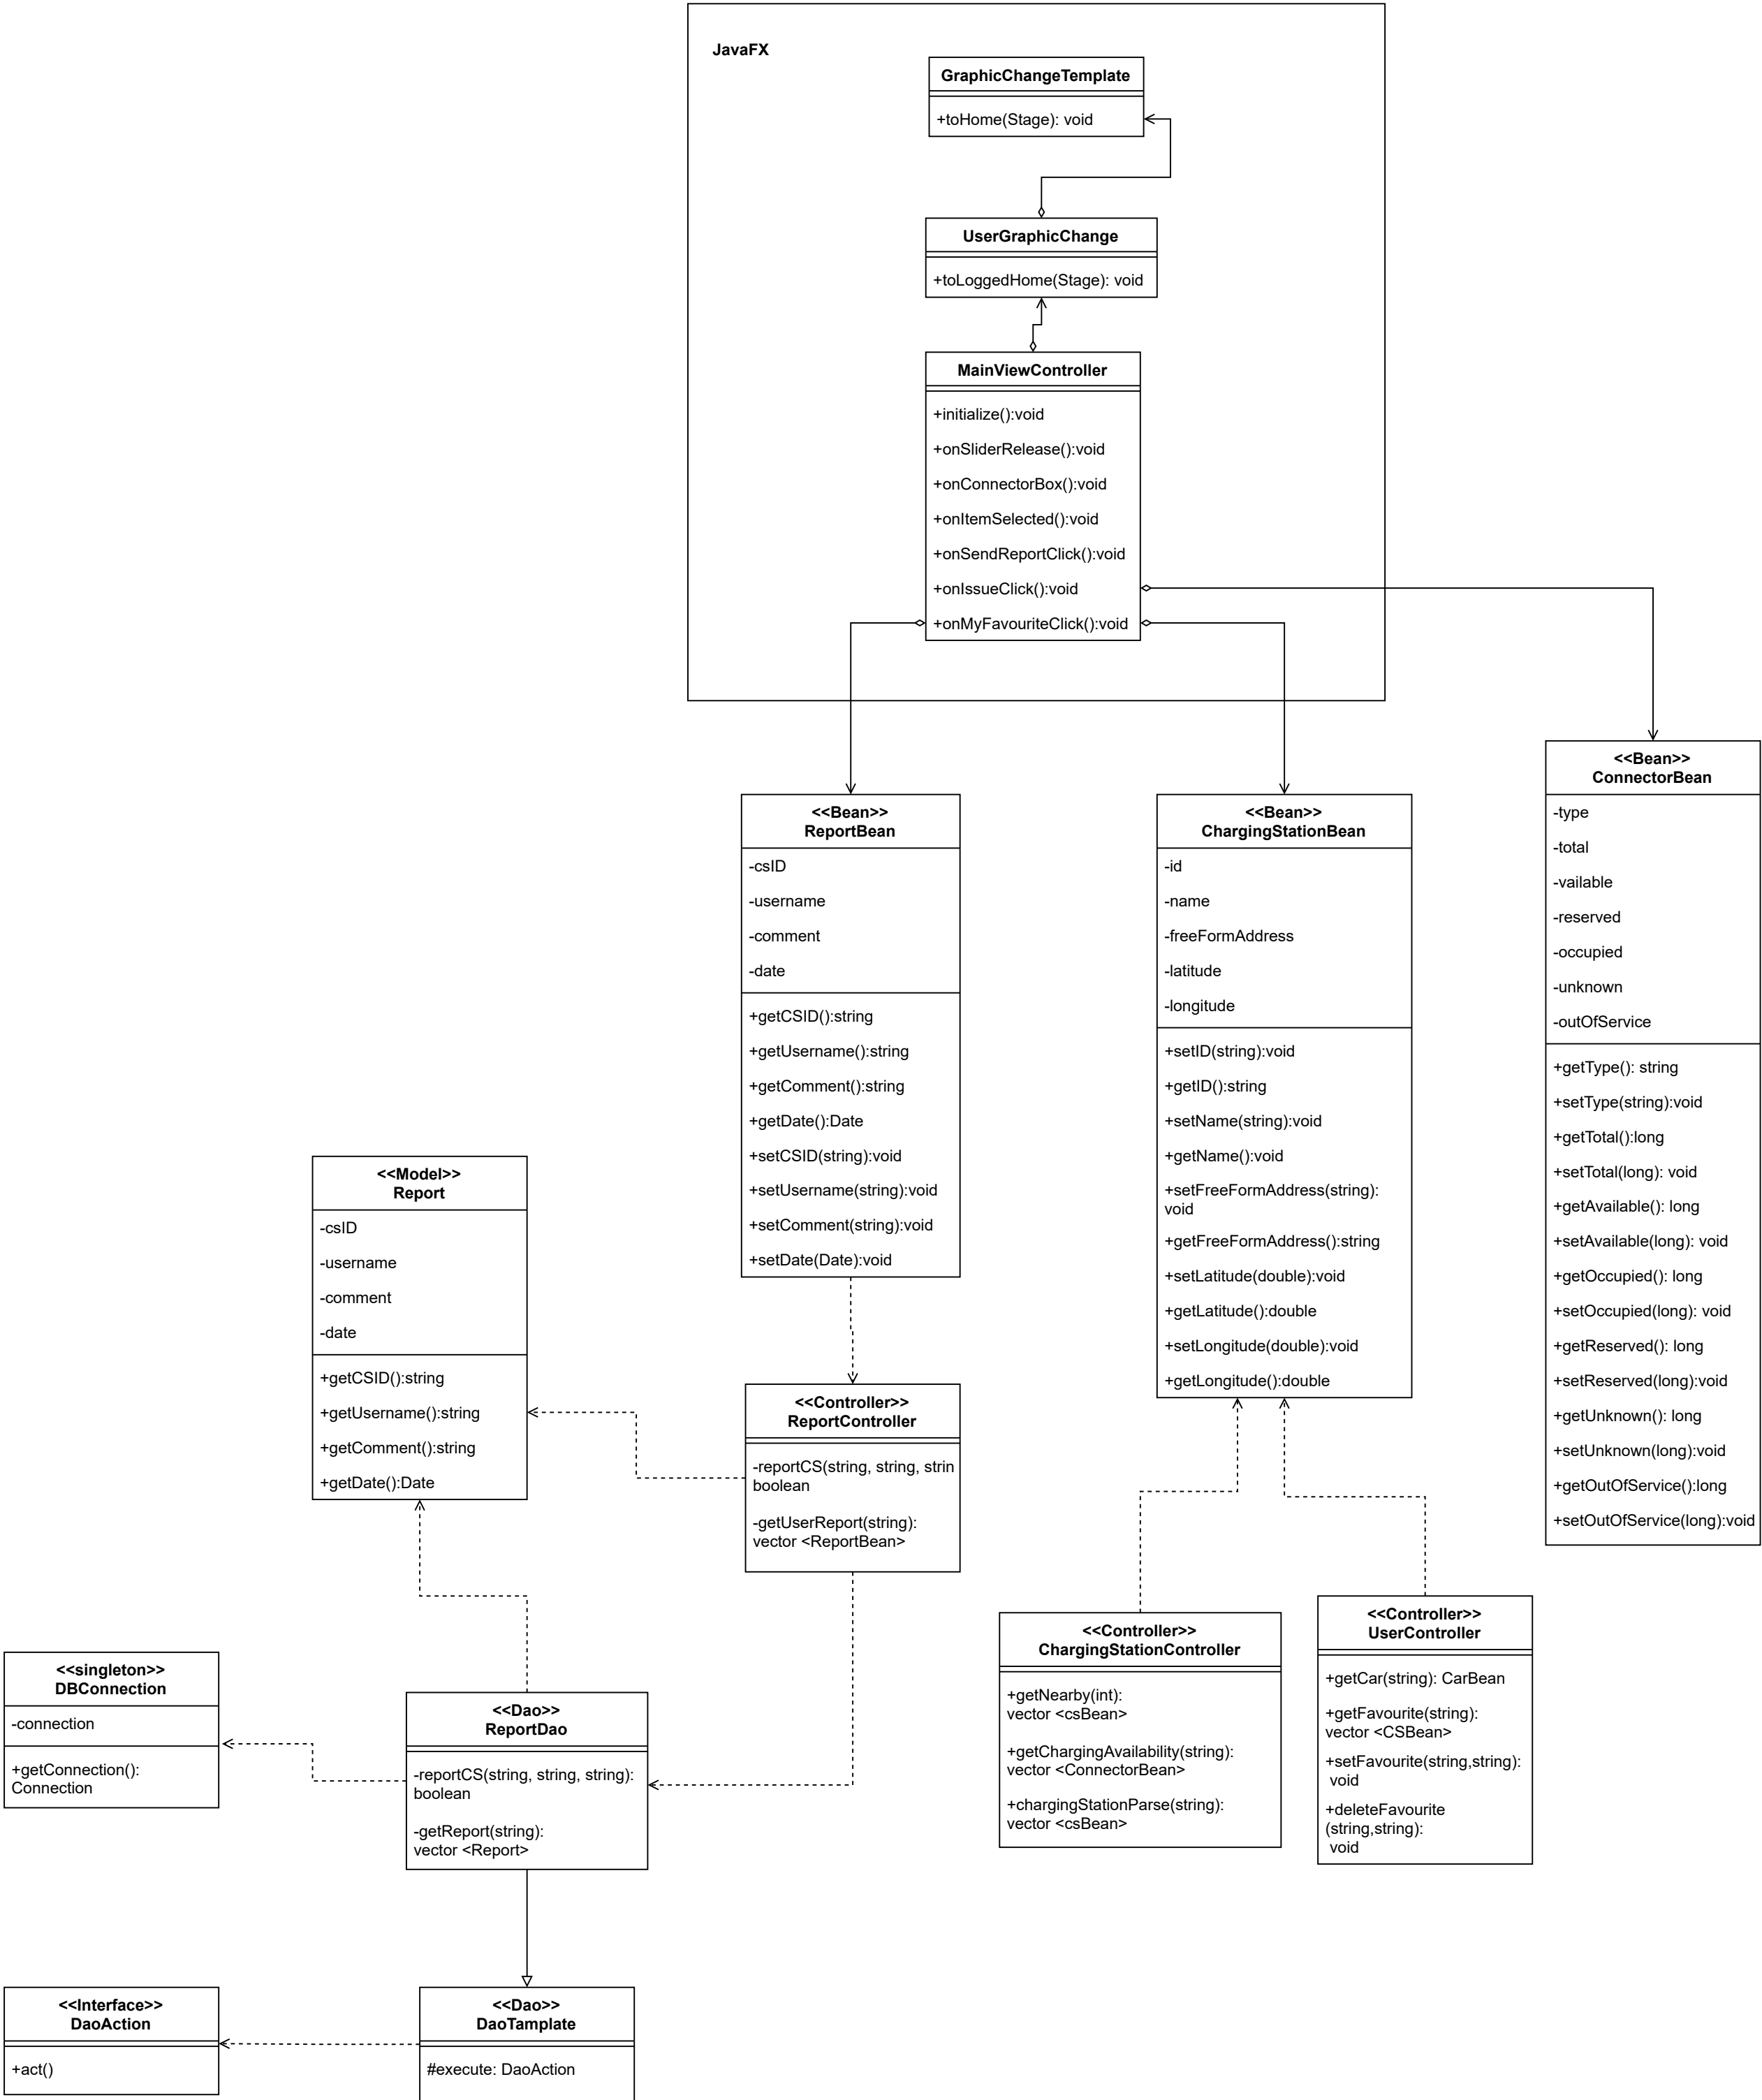 JavaFX
GraphicChangeTemplate
+toHome(Stage): void
UserGraphicChange
+toLoggedHome(Stage): void
MainViewController
+initialize():void
+onSliderRelease():void
+onConnectorBox():void
+onItemSelected():void
+onSendReportClick():void
+onIssueClick():void
+onMyFavouriteClick():void
<<Bean>>
ReportBean
-csID
-username
-comment
-date
+getCSID():string
+getUsername():string
+getComment():string
+getDate():Date
+setCSID(string):void
+setUsername(string):void
+setComment(string):void
+setDate(Date):void
<<Bean>>
ChargingStationBean
-id
-name
-freeFormAddress
-latitude
-longitude
+setID(string):void
+getID():string
+setName(string):void
+getName():void
+setFreeFormAddress(string):
void
+getFreeFormAddress():string
+setLatitude(double):void
+getLatitude():double
+setLongitude(double):void
+getLongitude():double
<<Bean>>
ConnectorBean
-type
-total
-vailable
-reserved
-occupied
-unknown
-outOfService
+getType(): string
+setType(string):void
+getTotal():long
+setTotal(long): void
+getAvailable(): long
+setAvailable(long): void
+getOccupied(): long
+setOccupied(long): void
+getReserved(): long
+setReserved(long):void
+getUnknown(): long
+setUnknown(long):void
+getOutOfService():long
+setOutOfService(long):void
<<Model>>
Report
-csID
-username
-comment
-date
+getCSID():string
+getUsername():string
+getComment():string
+getDate():Date
<<Controller>>
ReportController
-reportCS(string, string, strin
boolean
-getUserReport(string):
vector <ReportBean>
<<Controller>>
ChargingStationController
+getNearby(int):
vector <csBean>
+getChargingAvailability(string):
vector <ConnectorBean>
+chargingStationParse(string):
vector <csBean>
<<Controller>>
UserController
+getCar(string): CarBean
+getFavourite(string):
vector <CSBean>
+setFavourite(string,string):
void
+deleteFavourite
(string,string):
void
<<singleton>>
DBConnection
-connection
+getConnection():
Connection
<<Dao>>
ReportDao
-reportCS(string, string, string):
boolean
-getReport(string):
vector <Report>
<<Interface>>
DaoAction
+act()
<<Dao>>
DaoTamplate
#execute: DaoAction